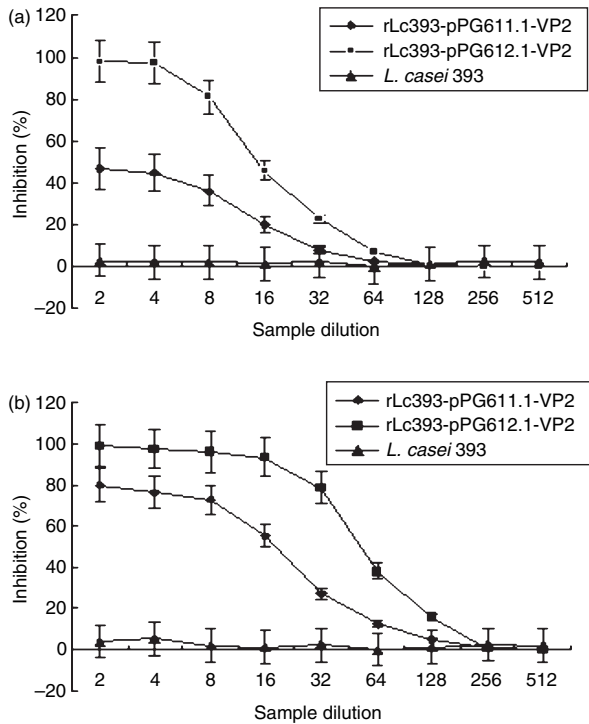 (a)
rLc393-pPG611.1-VP2
rLc393-pPG612.1-VP2
L. casei 393
120
100
80
60
40
20
0
–20
Inhibition (%)
2 4 8 16 32 64 128 256 512
Sample dilution
(b)
rLc393-pPG611.1-VP2
rLc393-pPG612.1-VP2
L. casei 393
120
100
80
60
40
20
0
–20
Inhibition (%)
2 4 8 16 32 64 128 256 512
Sample dilution